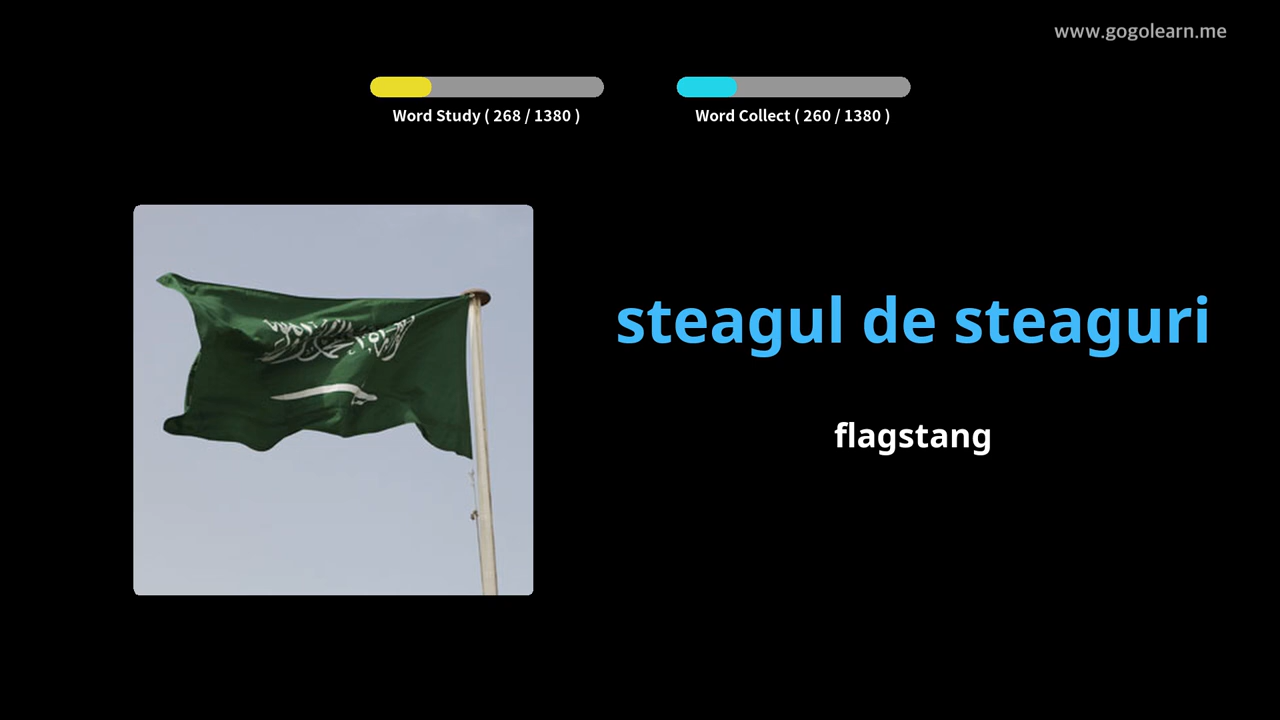 www.gogolearn.me
Word Study ( 268 / 1380 )
Word Collect ( 260 / 1380 )
steagul de steaguri
flagstang